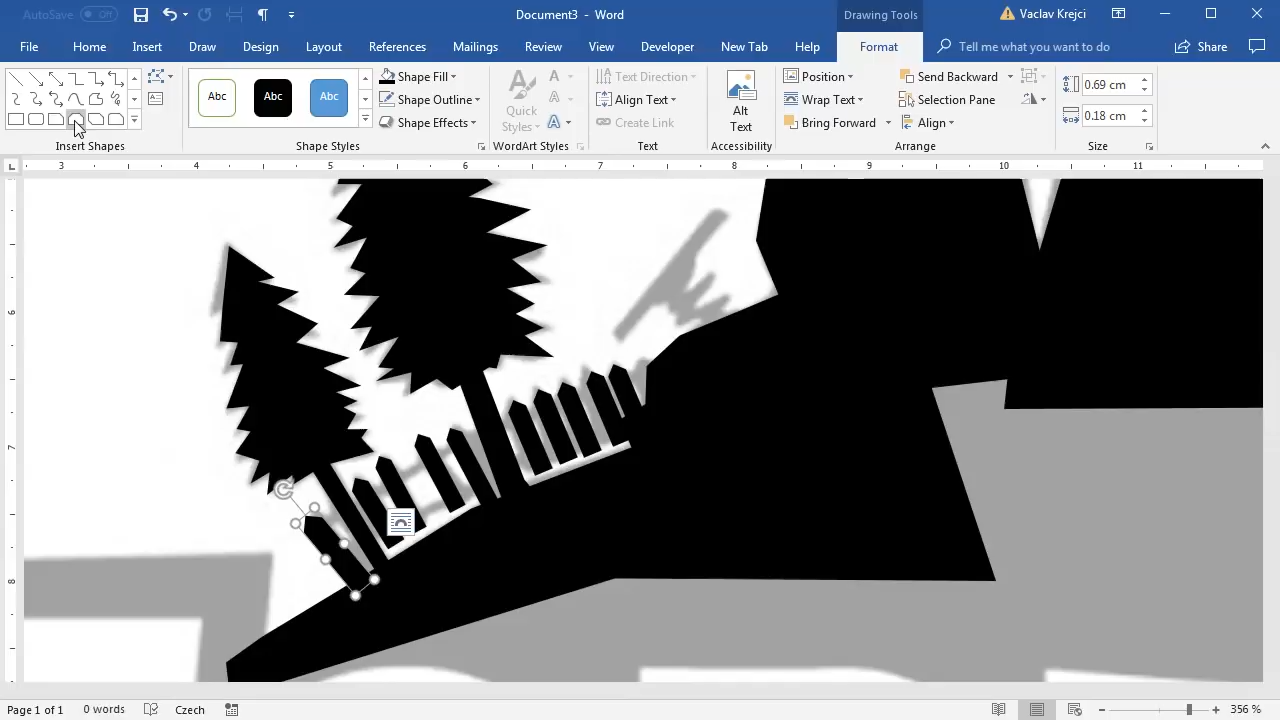 AutoSave Off
Document3 - Word
Drawing Tools
Vaclav Krejci
File Home Insert Draw Design Layout References Mailings Review View Developer New Tab Help Format Tell me what you want to do Share
Abc Abc Abc
Shape Fill
Shape Outline
Shape Effects
Quick Styles
Text Direction
Align Text
Create Link
Alt Text
Position
Wrap Text
Bring Forward
Send Backward
Selection Pane
Align
0.69 cm
0.18 cm
Insert Shapes Shape Styles WordArt Styles Text Accessibility Arrange Size
3 4 5 6 7 8 9 10 11
6
7
8
Page 1 of 1 0 words Czech 356 %